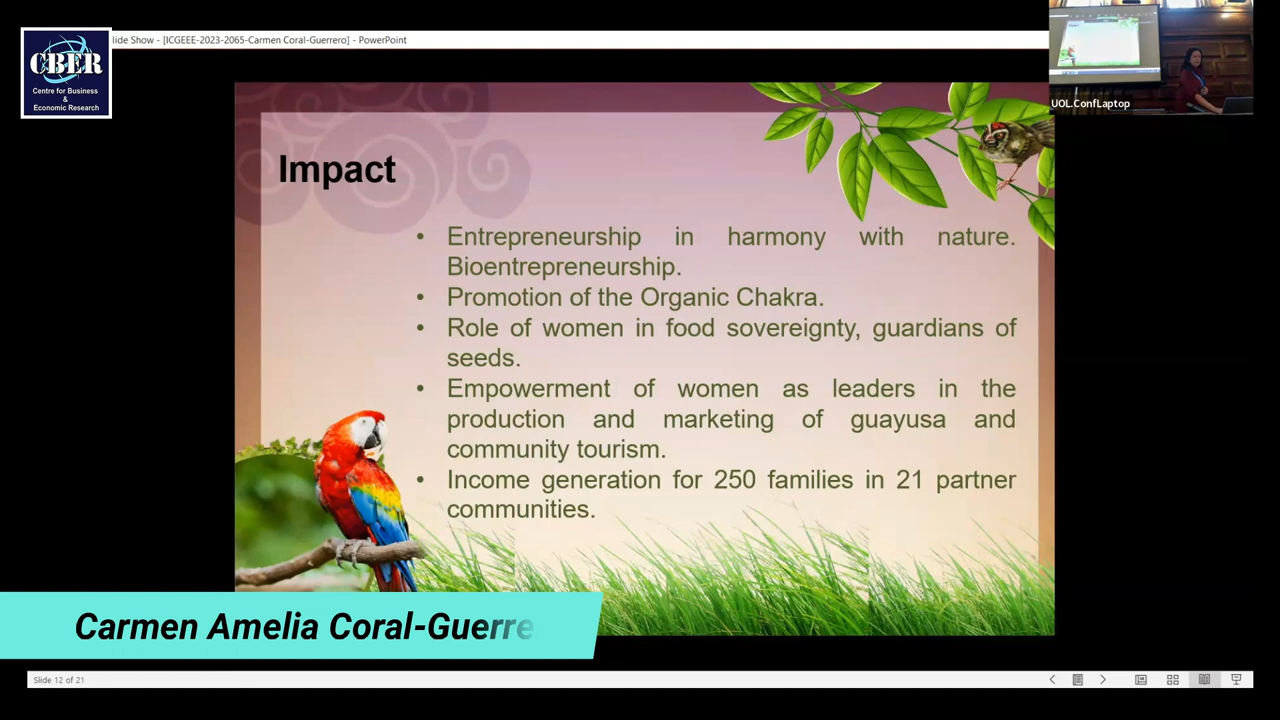 lide Show - [ICGEEE-2023-2065-Carmen Coral-Guerrero] - PowerPoint
CBER
Centre for Business
&
Economic Research
UOL.ConfLaptop
Impact
• Entrepreneurship in harmony with nature.
Bioentrepreneurship.
• Promotion of the Organic Chakra.
• Role of women in food sovereignty, guardians of
seeds.
• Empowerment of women as leaders in the
production and marketing of guayusa and
community tourism.
• Income generation for 250 families in 21 partner
communities.
Carmen Amelia Coral-Guerre
Slide 12 of 21